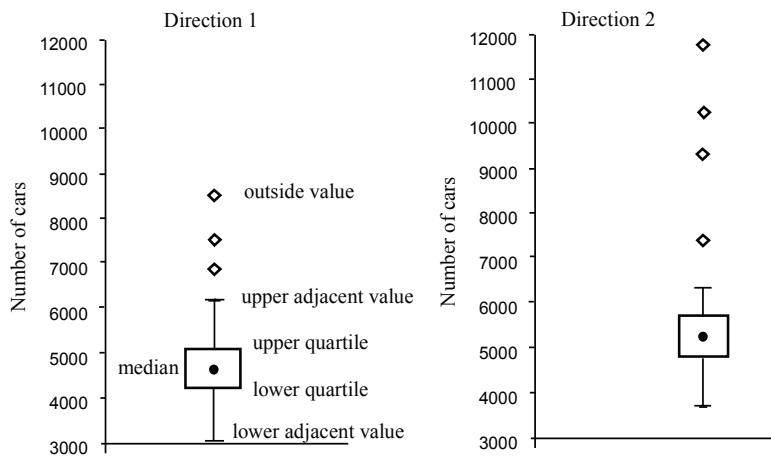 Direction 1
12000
11000
10000
9000
8000
7000
6000
5000
4000
3000
Number of cars
outside value
upper adjacent value
upper quartile
median
lower quartile
lower adjacent value
Direction 2
12000
11000
10000
9000
8000
7000
6000
5000
4000
3000
Number of cars